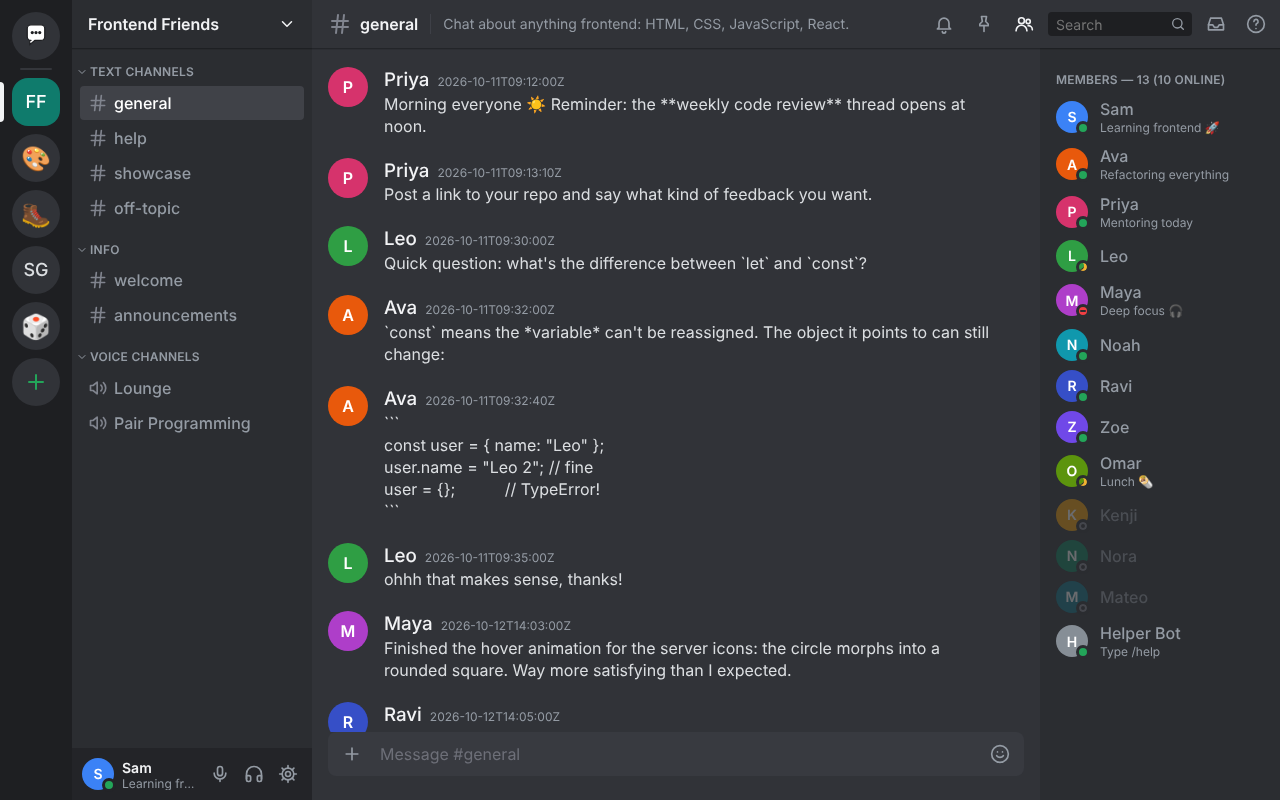 FF
SG
Frontend Friends
TEXT CHANNELS
general
help
showcase
off-topic
INFO
welcome
announcements
VOICE CHANNELS
Lounge
Pair Programming
S
Sam
Learning fr...
# general
Chat about anything frontend: HTML, CSS, JavaScript, React.
Search
P
Priya 2026-10-11T09:12:00Z
Morning everyone ☀️ Reminder: the **weekly code review** thread opens at
noon.
P
Priya 2026-10-11T09:13:10Z
Post a link to your repo and say what kind of feedback you want.
L
Leo 2026-10-11T09:30:00Z
Quick question: what's the difference between `let` and `const`?
A
Ava 2026-10-11T09:32:00Z
`const` means the *variable* can't be reassigned. The object it points to can still
change:
A
Ava 2026-10-11T09:32:40Z
```
const user = { name: "Leo" };
user.name = "Leo 2"; // fine
user = {};          // TypeError!
```
L
Leo 2026-10-11T09:35:00Z
ohhh that makes sense, thanks!
M
Maya 2026-10-12T14:03:00Z
Finished the hover animation for the server icons: the circle morphs into a
rounded square. Way more satisfying than I expected.
R
Ravi 2026-10-12T14:05:00Z
Message #general
MEMBERS — 13 (10 ONLINE)
S
Sam
Learning frontend 🚀
A
Ava
Refactoring everything
P
Priya
Mentoring today
L
Leo
M
Maya
Deep focus 🎧
N
Noah
R
Ravi
Z
Zoe
O
Omar
Lunch 🌯
K
Kenji
N
Nora
M
Mateo
H
Helper Bot
Type /help